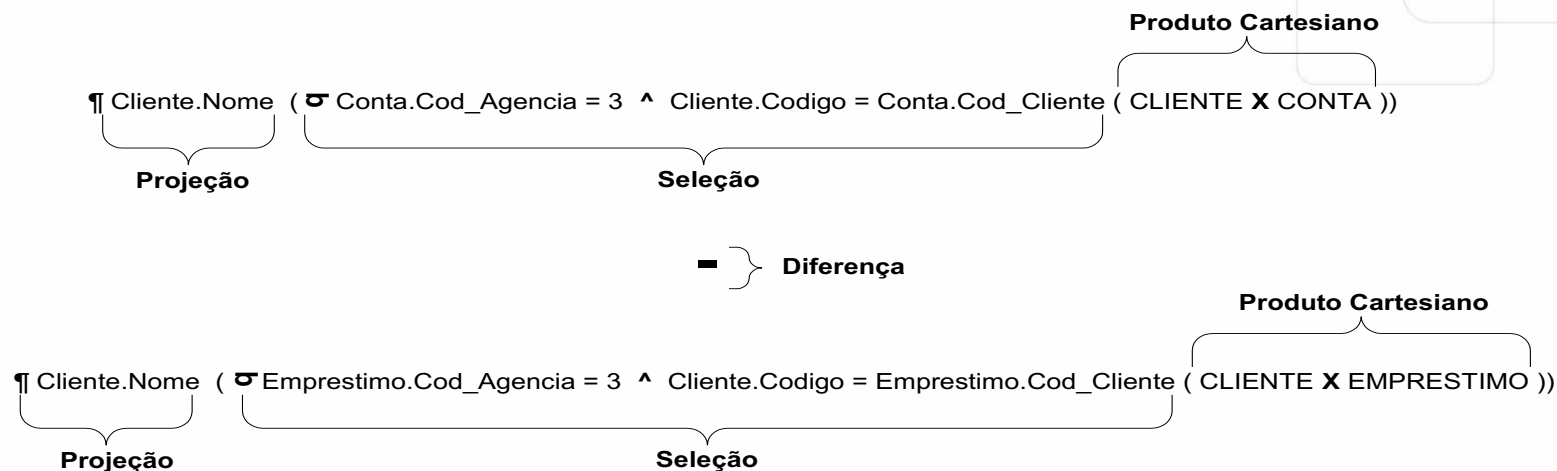 Produto Cartesiano
¶ Cliente.Nome ( σ Conta.Cod_Agencia = 3 ^ Cliente.Codigo = Conta.Cod_Cliente ( CLIENTE X CONTA ))
Projeção Seleção
- Diferença
Produto Cartesiano
¶ Cliente.Nome ( σ Emprestimo.Cod_Agencia = 3 ^ Cliente.Codigo = Emprestimo.Cod_Cliente ( CLIENTE X EMPRESTIMO ))
Projeção Seleção